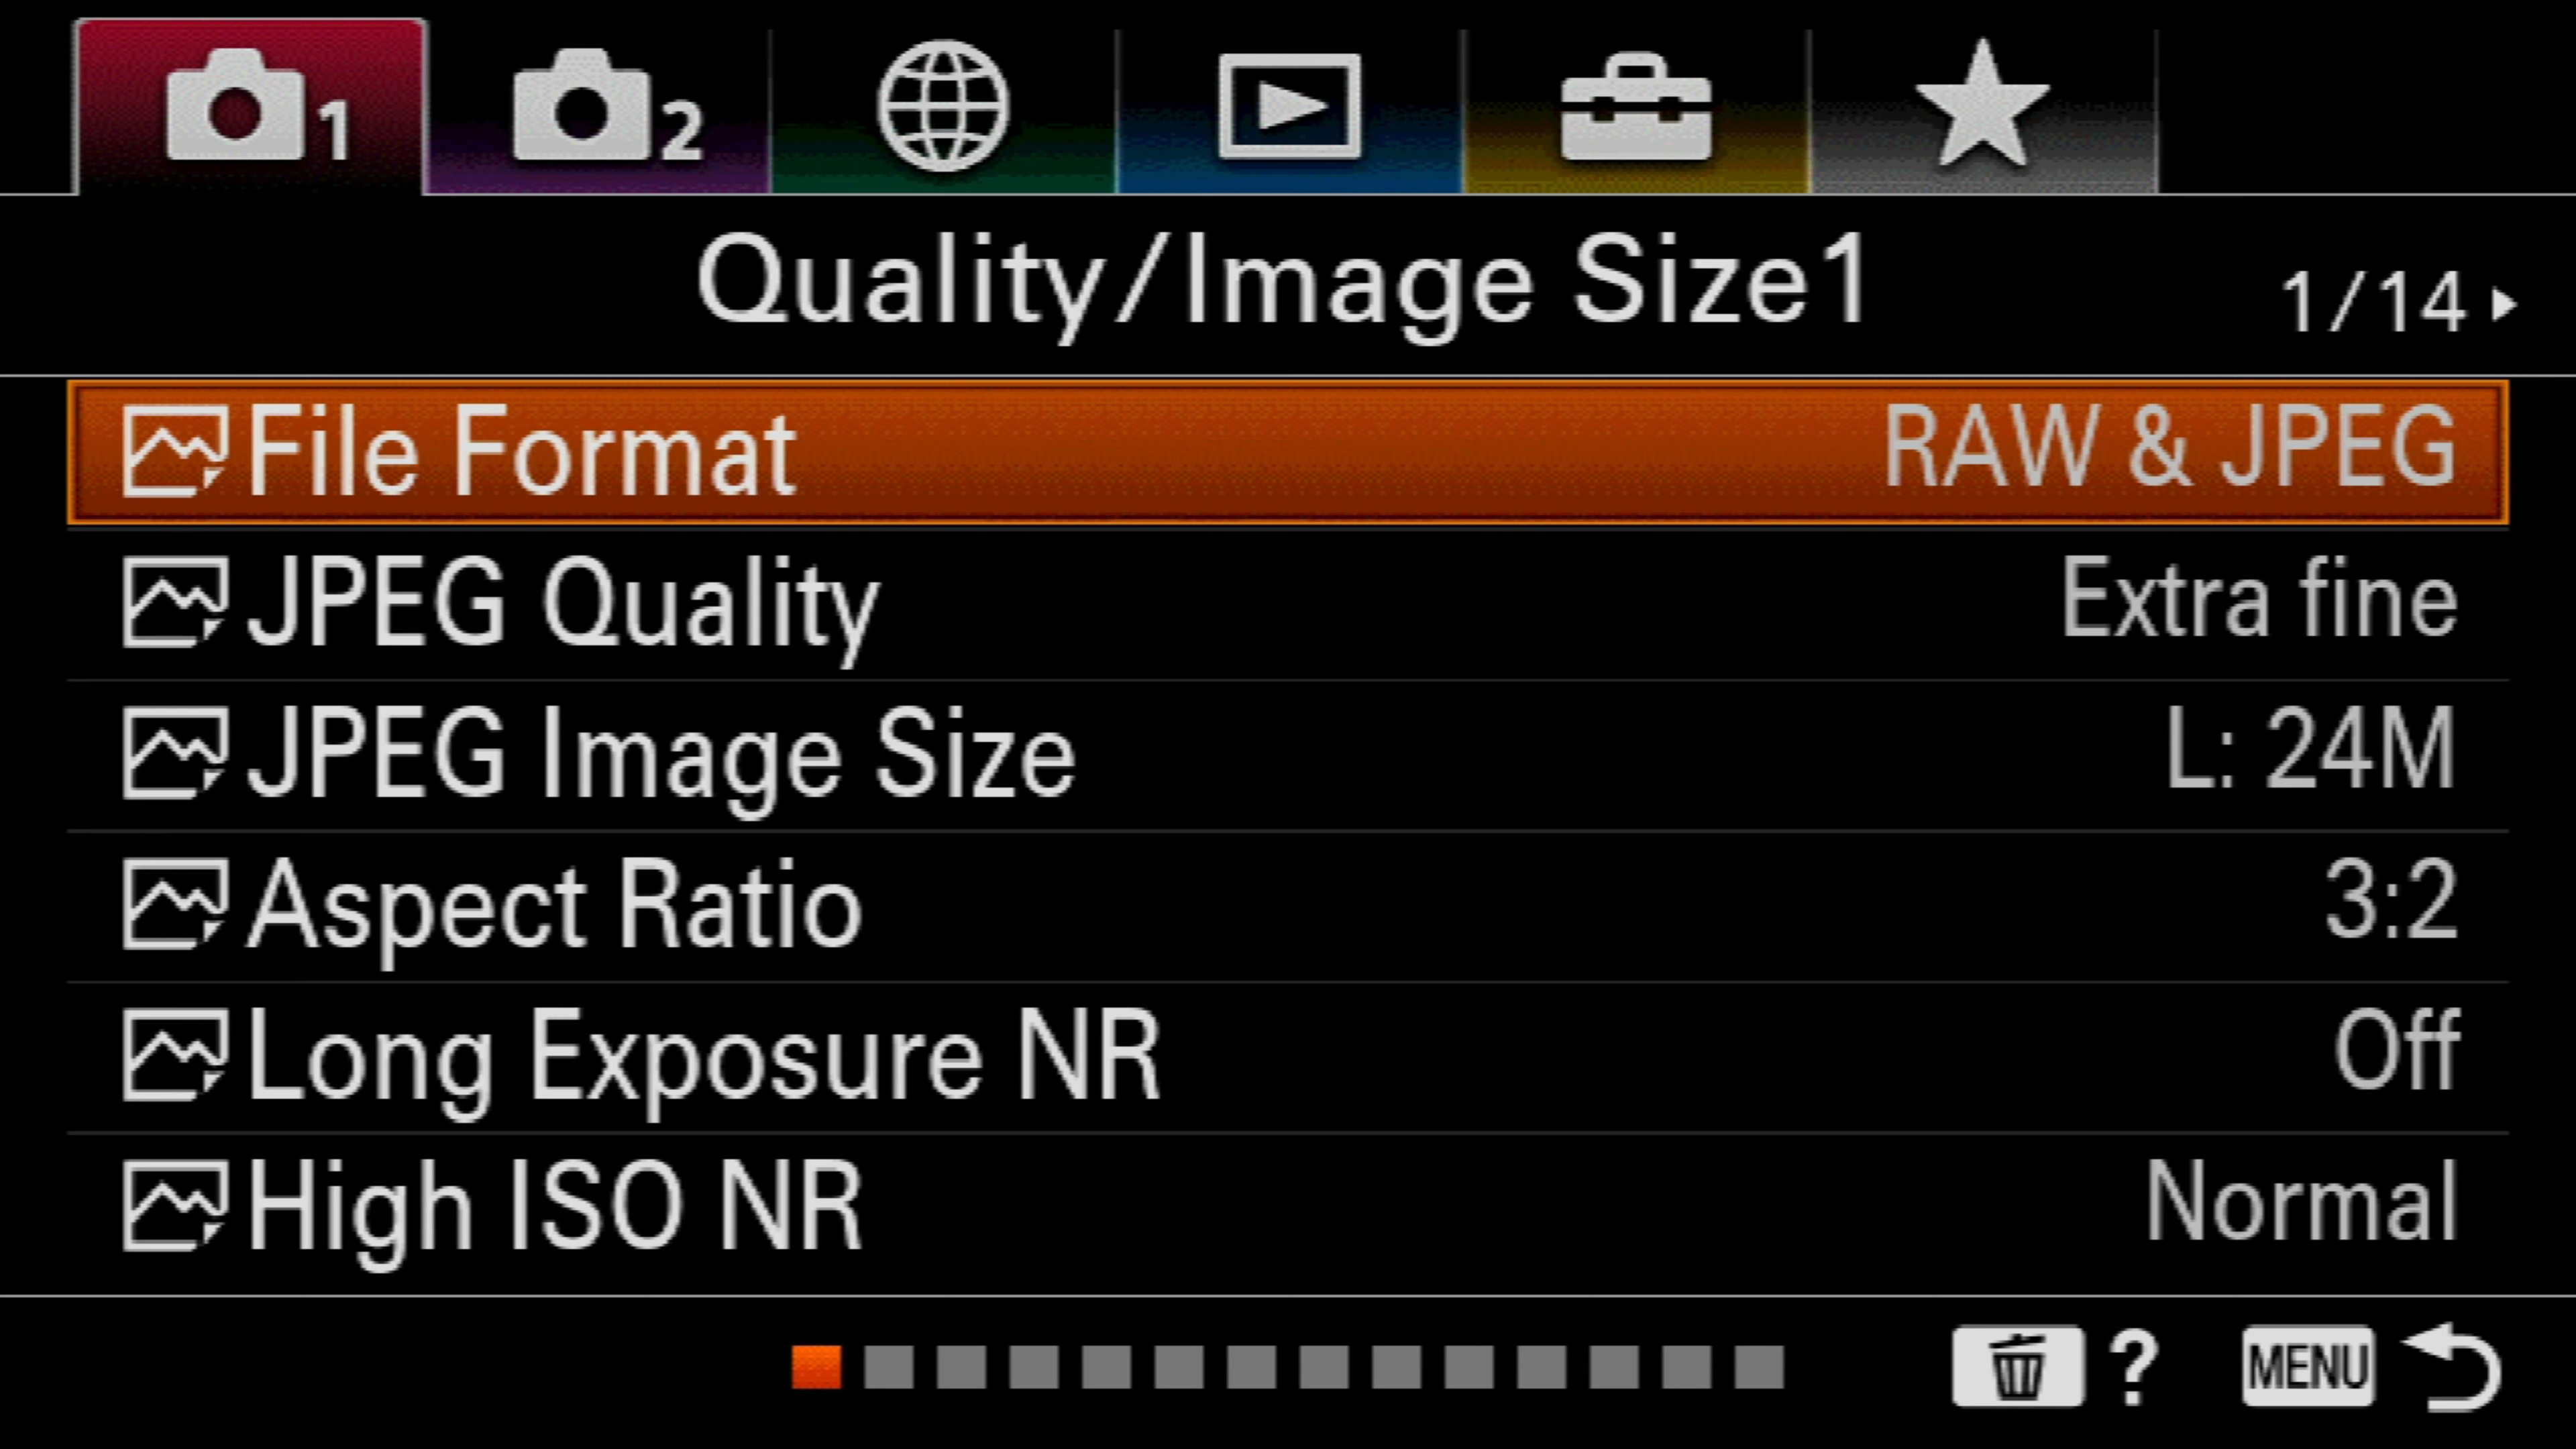 1 2
Quality/Image Size1 1/14
File Format RAW & JPEG
JPEG Quality Extra fine
JPEG Image Size L: 24M
Aspect Ratio 3:2
Long Exposure NR Off
High ISO NR Normal
? MENU